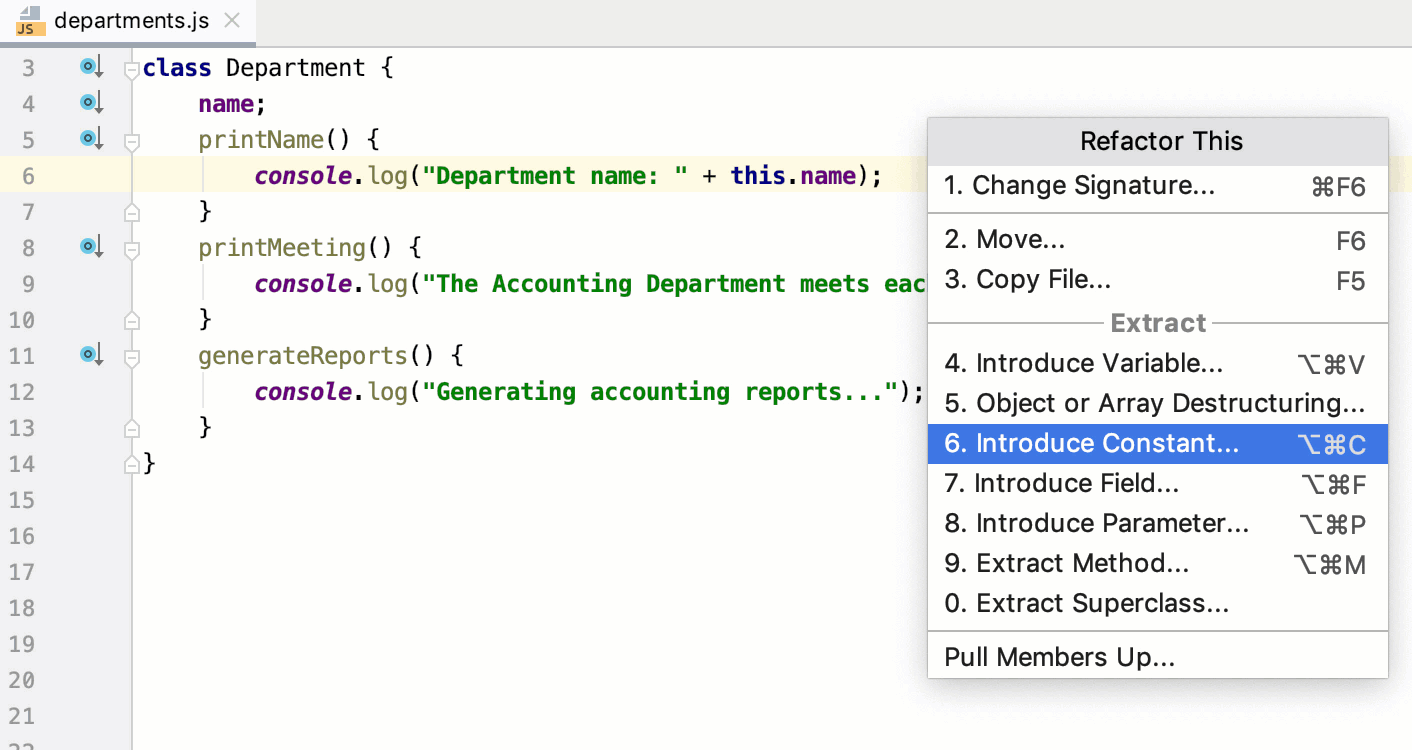 JS departments.js
3 class Department {
4 name;
5 printName() {
6 console.log("Department name: " + this.name);
7 }
8 printMeeting() {
9 console.log("The Accounting Department meets eac
10 }
11 generateReports() {
12 console.log("Generating accounting reports...");
13 }
14 }
15
16
17
18
19
20
21
Refactor This
1. Change Signature... ⌘F6
2. Move... F6
3. Copy File... F5
Extract
4. Introduce Variable... ⌥⌘V
5. Object or Array Destructuring...
6. Introduce Constant... ⌥⌘C
7. Introduce Field... ⌥⌘F
8. Introduce Parameter... ⌥⌘P
9. Extract Method... ⌥⌘M
0. Extract Superclass...
Pull Members Up...